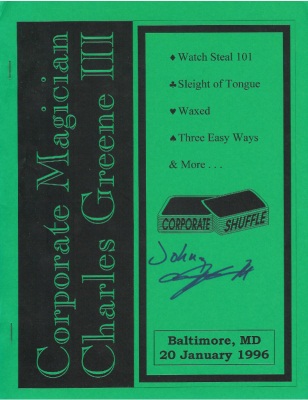 Corporate Magician
Charles Greene III
♦ Watch Steal 101
♣ Sleight of Tongue
♥ Waxed
♠ Three Easy Ways
& More . . .
CORPORATE SHUFFLE
John,
Baltimore, MD
20 January 1996